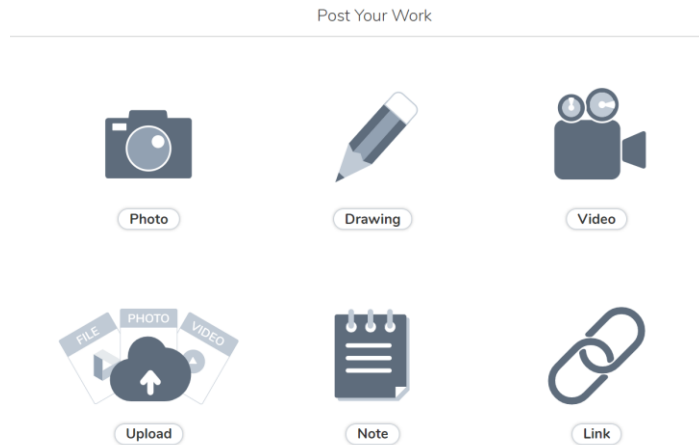 Post Your Work
Photo
Drawing
Video
FILE
PHOTO
VIDEO
Upload
Note
Link